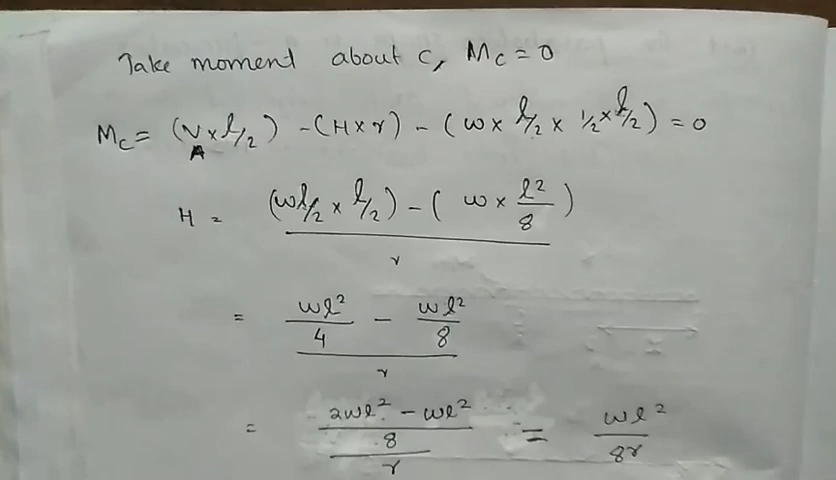 Take moment about C, Mc = 0
Mc = (VA × l/2) - (H × r) - (w × l/2 × 1/2 × l/2) = 0
H = ((wl/2 × l/2) - (w × l²/8)) / r
= (wl²/4 - wl²/8) / r
= ((2wl² - wl²)/8) / r = wl²/8r